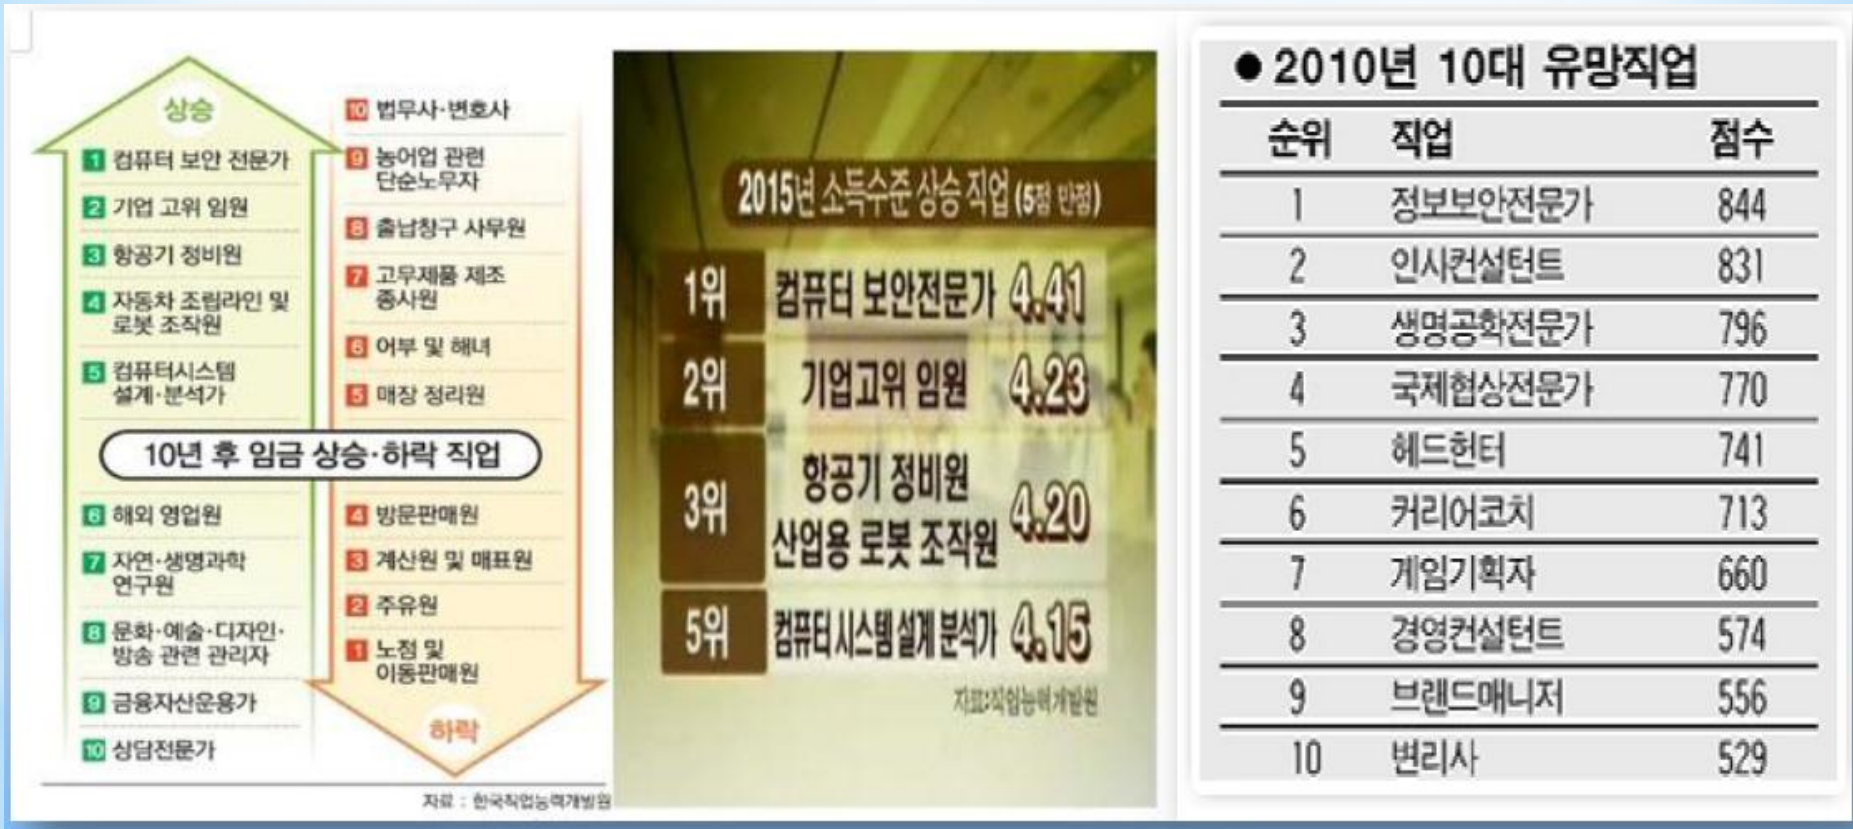 상승
1 컴퓨터 보안 전문가
2 기업 고위 임원
3 항공기 정비원
4 자동차 조립라인 및
로봇 조작원
5 컴퓨터시스템
설계·분석가
10 법무사·변호사
9 농어업 관련
단순노무자
8 출납창구 사무원
7 고무제품 제조
종사원
6 어부 및 해녀
5 매장 정리원
10년 후 임금 상승·하락 직업
6 해외 영업원
7 자연·생명과학
연구원
8 문화·예술·디자인·
방송 관련 관리자
9 금융자산운용가
10 상담전문가
4 방문판매원
3 계산원 및 매표원
2 주유원
1 노점 및
이동판매원
하락
자료 : 한국직업능력개발원
2015년 소득수준 상승 직업 (5점 만점)
1위 컴퓨터 보안전문가 4.41
2위 기업고위 임원 4.23
3위 항공기 정비원
산업용 로봇 조작원 4.20
5위 컴퓨터 시스템 설계 분석가 4.15
자료:직업능력개발원
● 2010년 10대 유망직업
순위 직업 점수
1 정보보안전문가 844
2 인사컨설턴트 831
3 생명공학전문가 796
4 국제협상전문가 770
5 헤드헌터 741
6 커리어코치 713
7 게임기획자 660
8 경영컨설턴트 574
9 브랜드매니저 556
10 변리사 529